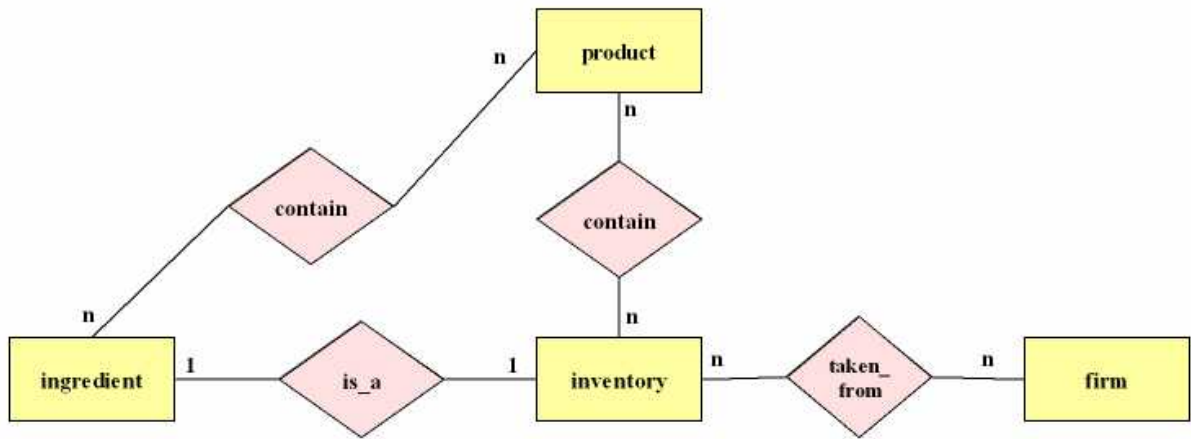 product
n
n
contain
contain
n
n
ingredient
1
is_a
1
inventory
n
taken_
from
n
firm